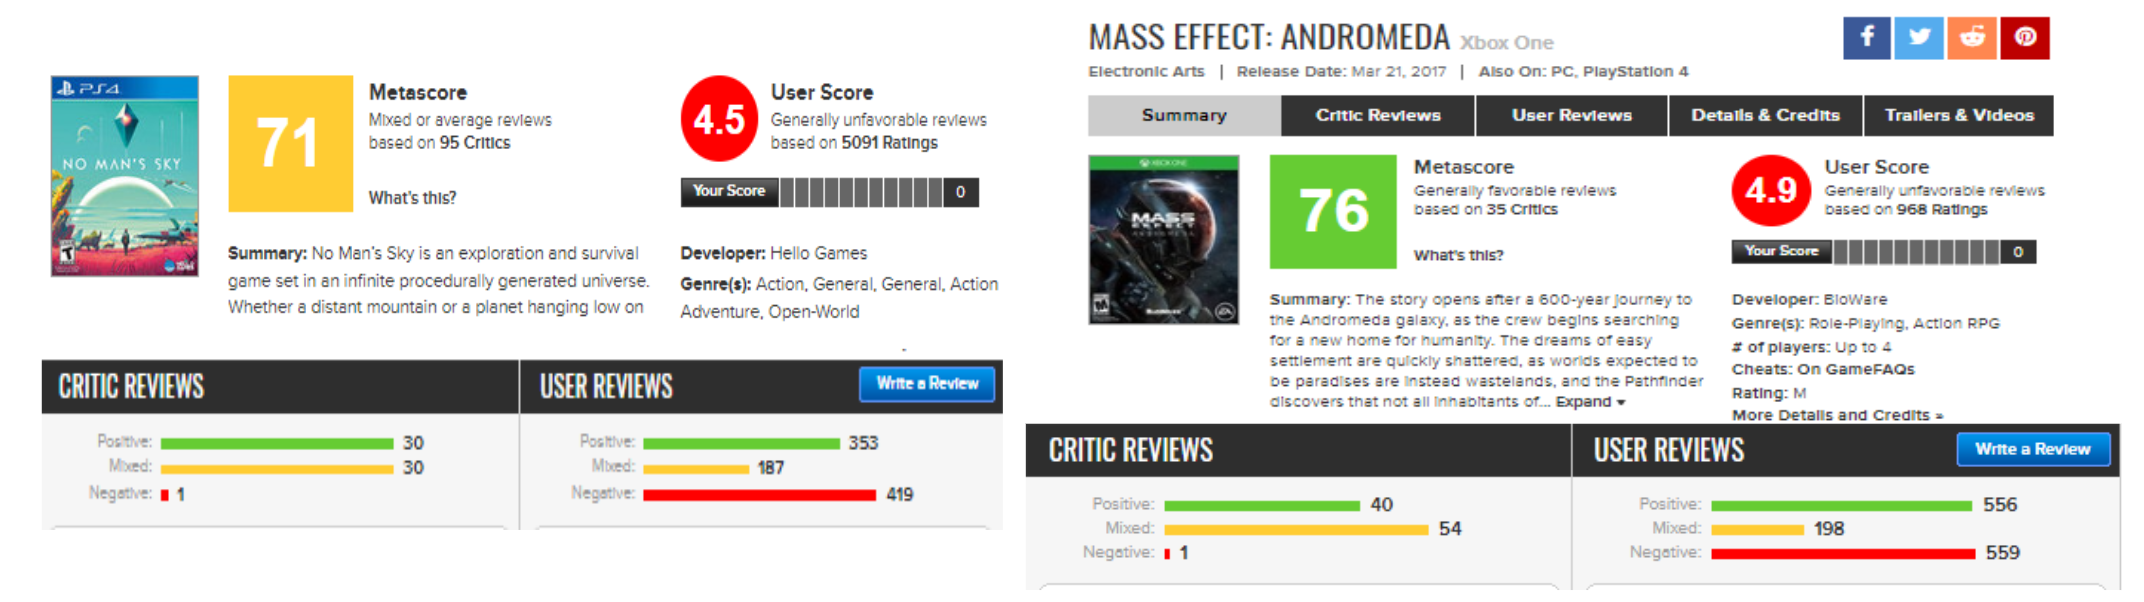 PS4
NO MAN'S SKY
71
Metascore
Mixed or average reviews
based on 95 Critics
What's this?
4.5
User Score
Generally unfavorable reviews
based on 5091 Ratings
Your Score
0
Summary: No Man's Sky is an exploration and survival
game set in an infinite procedurally generated universe.
Whether a distant mountain or a planet hanging low on
Developer: Hello Games
Genre(s): Action, General, General, Action
Adventure, Open-World
CRITIC REVIEWS
Positive: 30
Mixed: 30
Negative: 1
USER REVIEWS
Write a Review
Positive: 353
Mixed: 187
Negative: 419
MASS EFFECT: ANDROMEDA Xbox One
Electronic Arts | Release Date: Mar 21, 2017 | Also On: PC, PlayStation 4
Summary
Critic Reviews
User Reviews
Details & Credits
Trailers & Videos
XBOX ONE
MASS
EFFECT
ANDROMEDA
76
Metascore
Generally favorable reviews
based on 35 Critics
What's this?
4.9
User Score
Generally unfavorable reviews
based on 968 Ratings
Your Score
0
Summary: The story opens after a 600-year journey to
the Andromeda galaxy, as the crew begins searching
for a new home for humanity. The dreams of easy
settlement are quickly shattered, as worlds expected to
be paradises are instead wastelands, and the Pathfinder
discovers that not all inhabitants of... Expand
Developer: BioWare
Genre(s): Role-Playing, Action RPG
# of players: Up to 4
Cheats: On GameFAQs
Rating: M
More Details and Credits »
CRITIC REVIEWS
Positive: 40
Mixed: 54
Negative: 1
USER REVIEWS
Write a Review
Positive: 556
Mixed: 198
Negative: 559